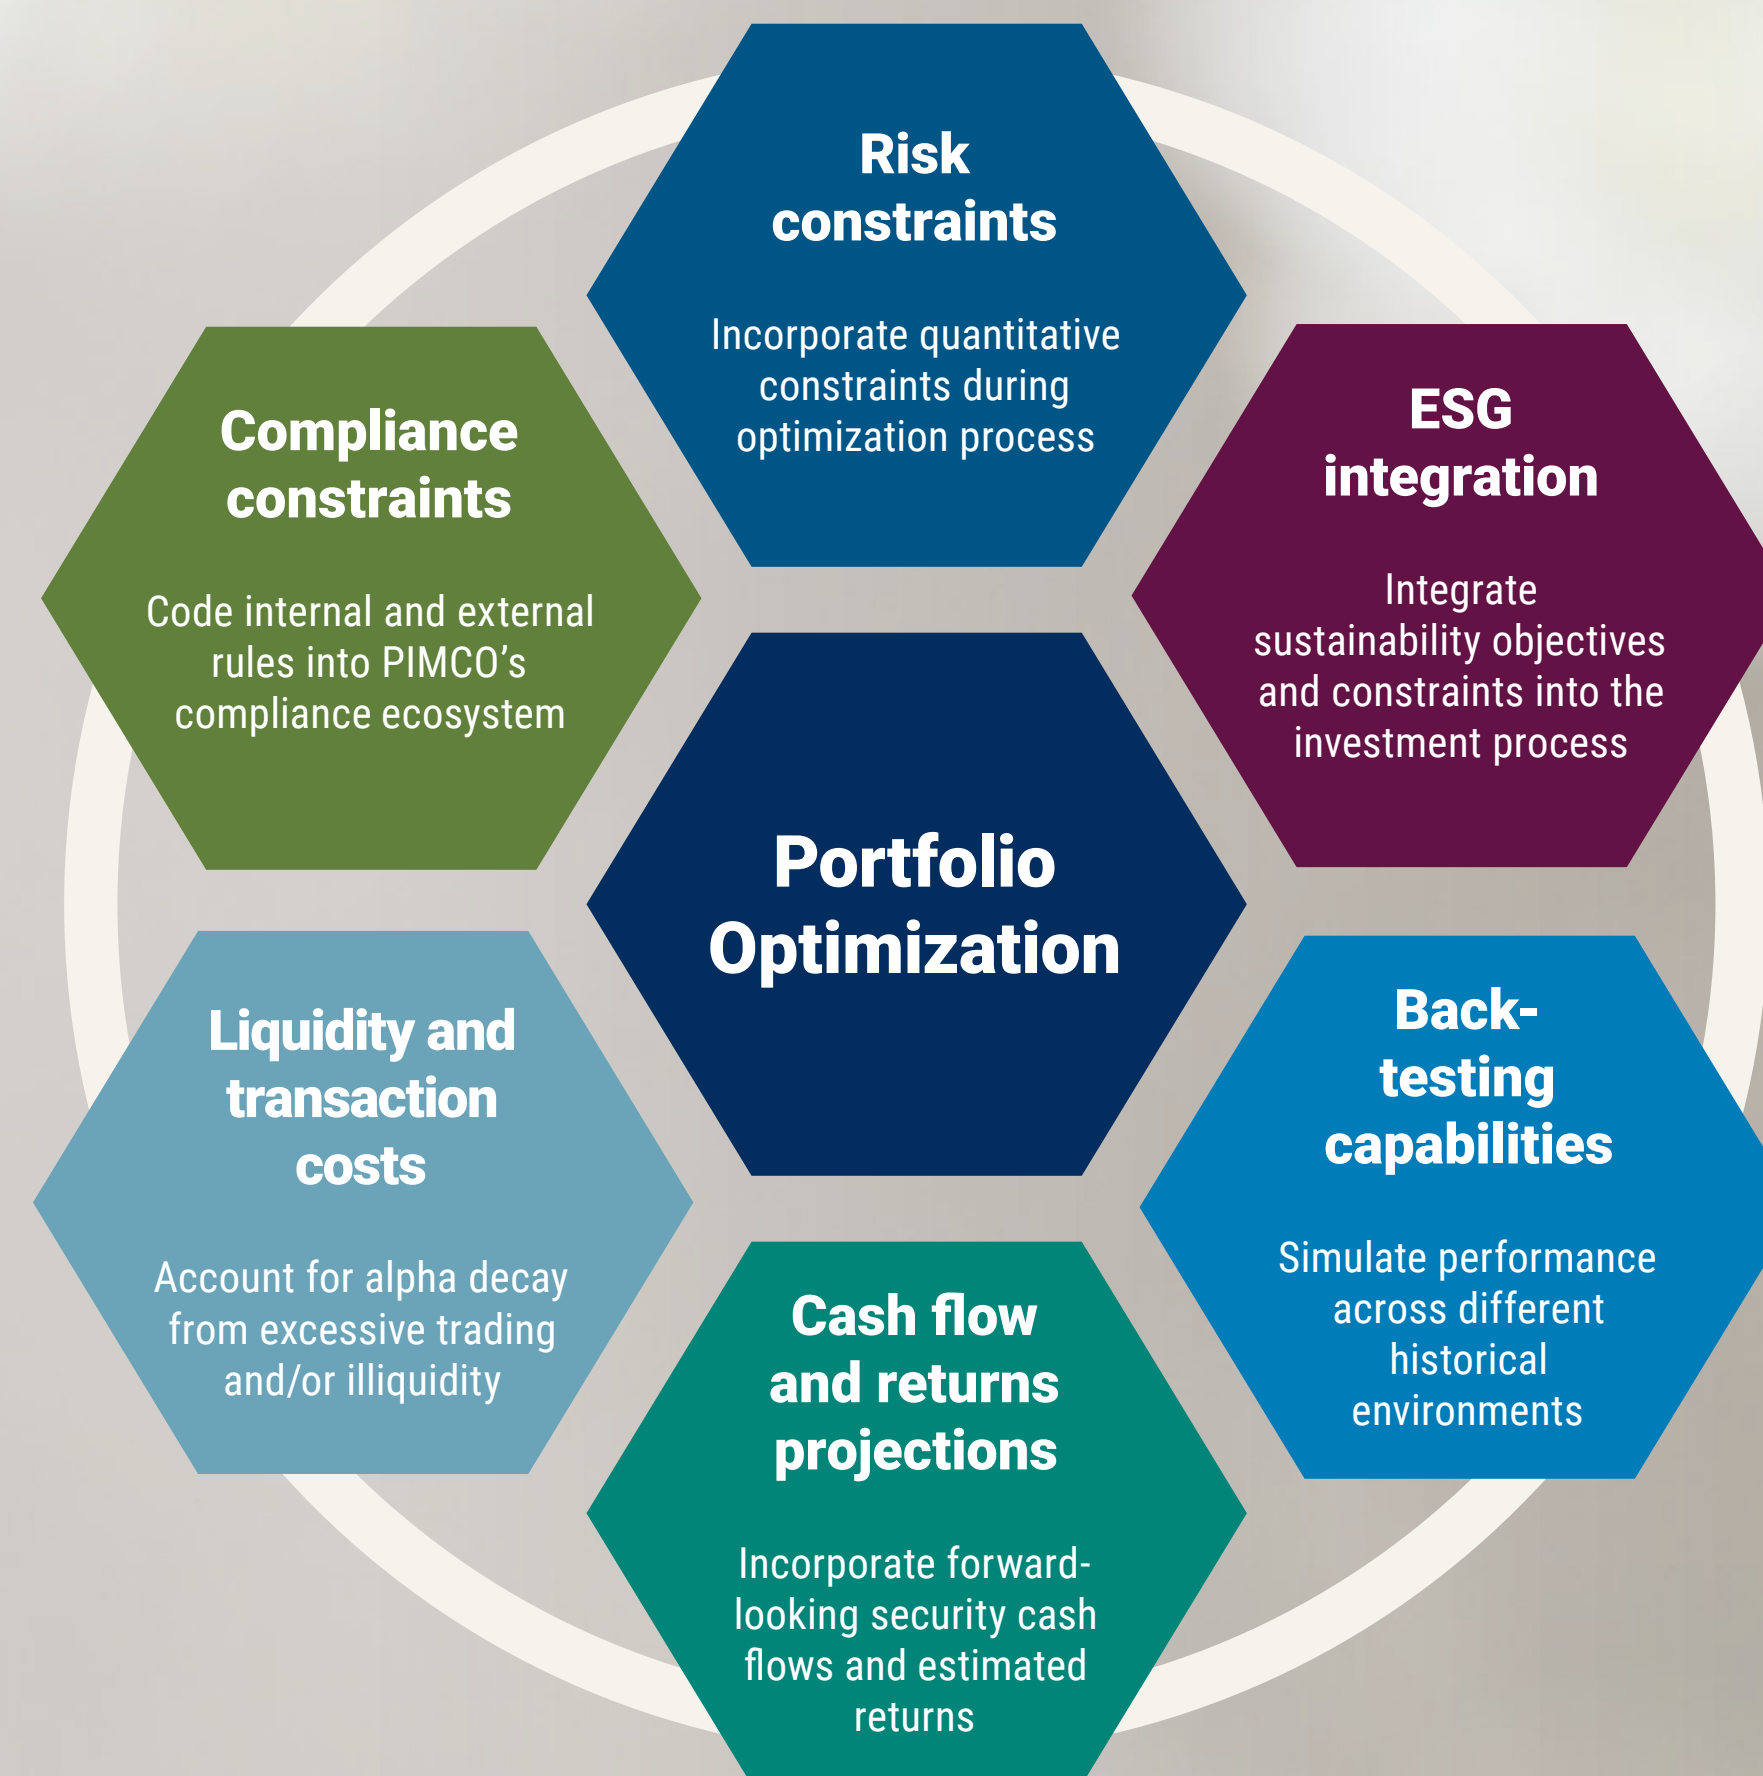 Risk
constraints
Incorporate quantitative
constraints during
optimization process
Compliance
constraints
Code internal and external
rules into PIMCO’s
compliance ecosystem
ESG
integration
Integrate
sustainability objectives
and constraints into the
investment process
Portfolio
Optimization
Liquidity and
transaction
costs
Account for alpha decay
from excessive trading
and/or illiquidity
Back-
testing
capabilities
Simulate performance
across different
historical
environments
Cash flow
and returns
projections
Incorporate forward-
looking security cash
flows and estimated
returns